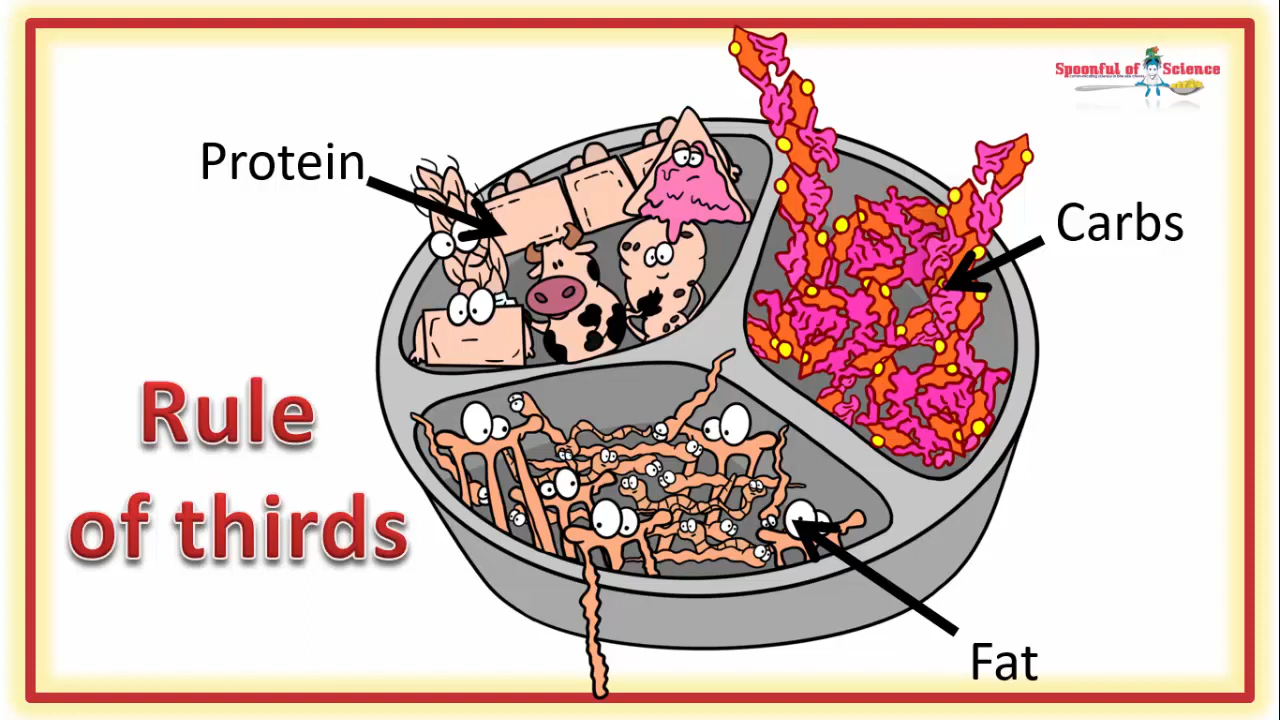 Spoonful of Science
Protein
Carbs
Rule
of thirds
Fat